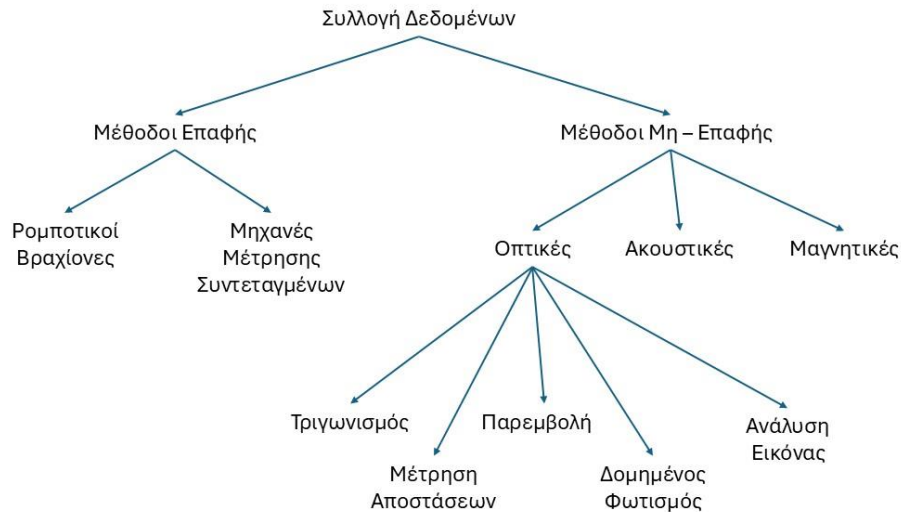 Συλλογή Δεδομένων
Μέθοδοι Επαφής
Μέθοδοι Μη – Επαφής
Ρομποτικοί
Βραχίονες
Μηχανές
Μέτρησης
Συντεταγμένων
Οπτικές
Ακουστικές
Μαγνητικές
Τριγωνισμός
Μέτρηση
Αποστάσεων
Παρεμβολή
Δομημένος
Φωτισμός
Ανάλυση
Εικόνας